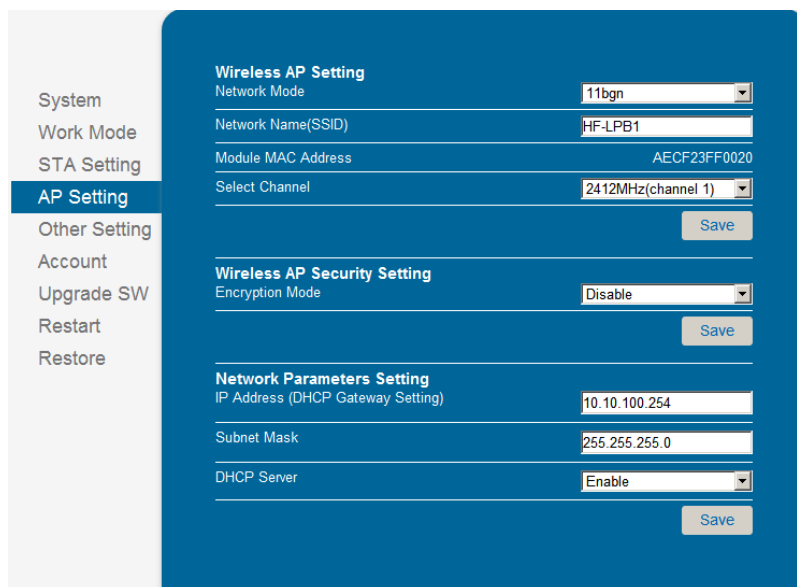 System
Work Mode
STA Setting
AP Setting
Other Setting
Account
Upgrade SW
Restart
Restore
Wireless AP Setting
Network Mode 11bgn
Network Name(SSID) HF-LPB1
Module MAC Address AECF23FF0020
Select Channel 2412MHz(channel 1)
Save
Wireless AP Security Setting
Encryption Mode Disable
Save
Network Parameters Setting
IP Address (DHCP Gateway Setting) 10.10.100.254
Subnet Mask 255.255.255.0
DHCP Server Enable
Save